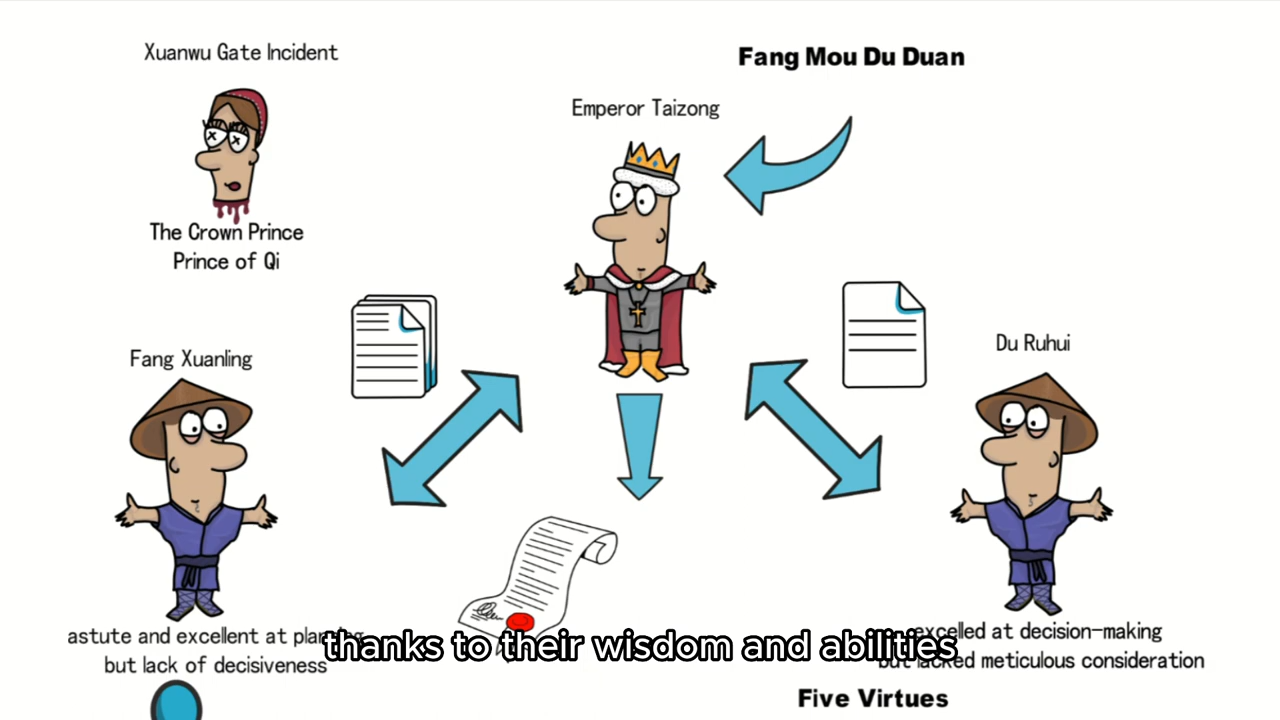 Xuanwu Gate Incident
Fang Mou Du Duan
Emperor Taizong
The Crown Prince
Prince of Qi
Fang Xuanling
Du Ruhui
astute and excellent at planning
but lack of decisiveness
excelled at decision-making
but lacked meticulous consideration
thanks to their wisdom and abilities
Five Virtues